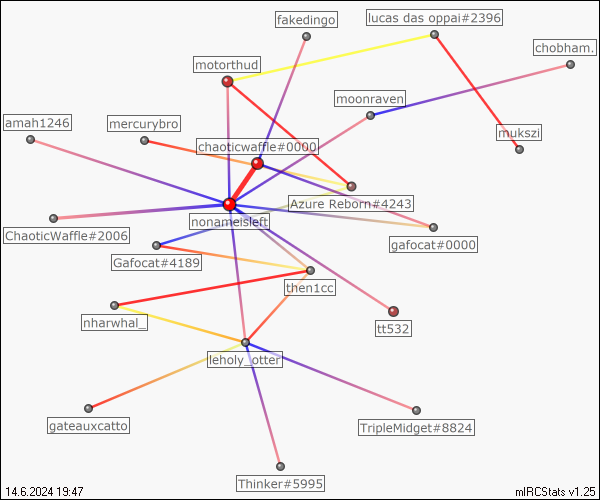 fakedingo
lucas das oppai#2396
chobham.
motorthud
moonraven
amah1246
mercurybro
mukszi
chaoticwaffle#0000
Azure Reborn#4243
nonameisleft
ChaoticWaffle#2006
gafocat#0000
Gafocat#4189
then1cc
nharwhal_
tt532
leholy_otter
gateauxcatto
TripleMidget#8824
Thinker#5995
14.6.2024 19:47
mIRCStats v1.25